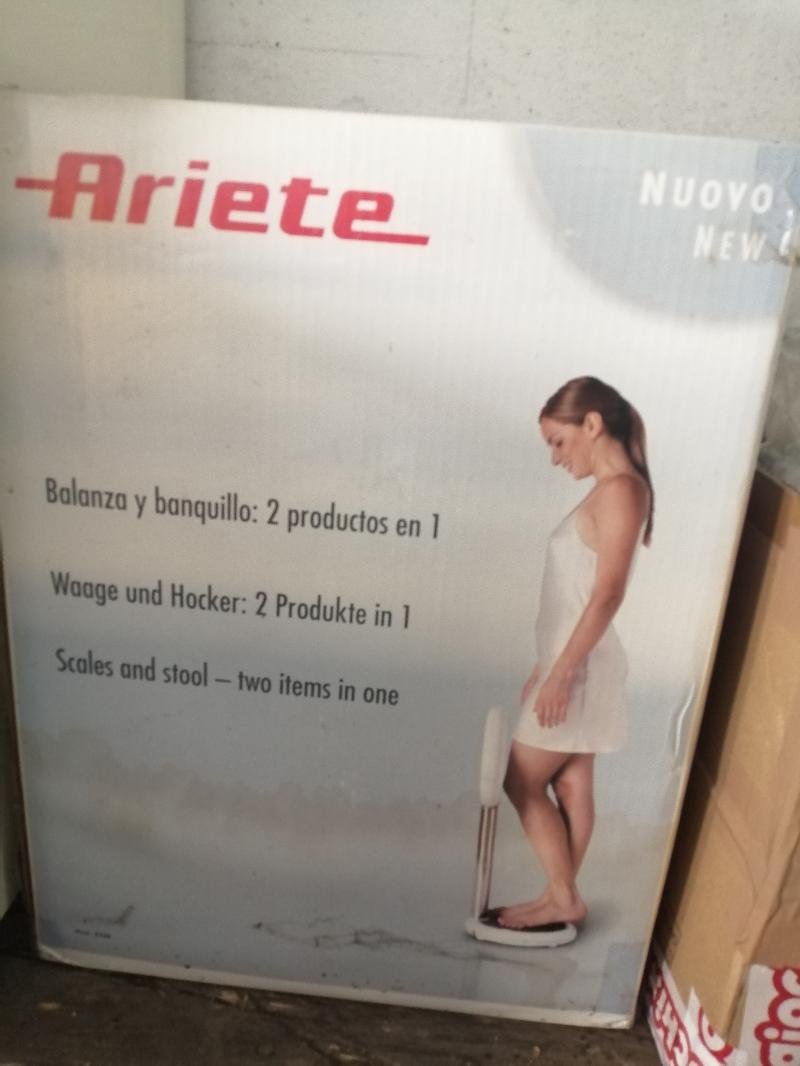 Ariete
NUOVO
NEW
Balanza y banquillo: 2 productos en 1
Waage und Hocker: 2 Produkte in 1
Scales and stool – two items in one